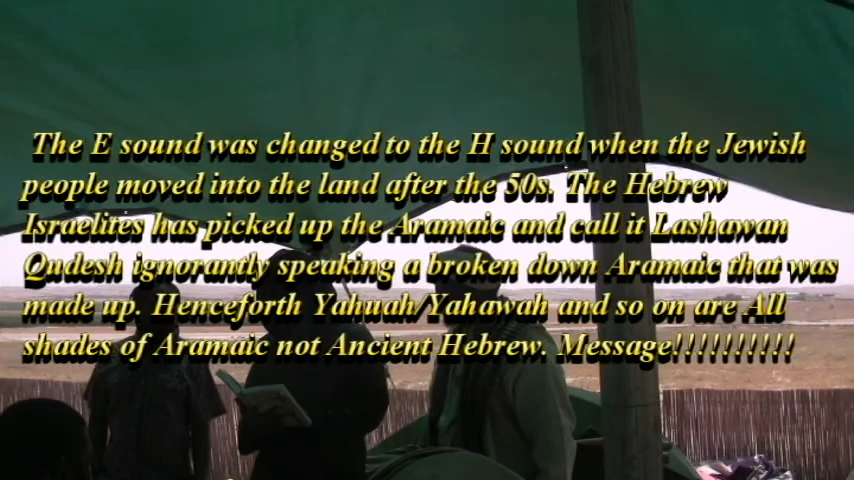 The E sound was changed to the H sound when the Jewish
people moved into the land after the 50s. The Hebrew
Israelites has picked up the Aramaic and call it Lashawan
Qudesh ignorantly speaking a broken down Aramaic that was
made up. Henceforth Yahuah/Yahawah and so on are All
shades of Aramaic not Ancient Hebrew. Message!!!!!!!!!!